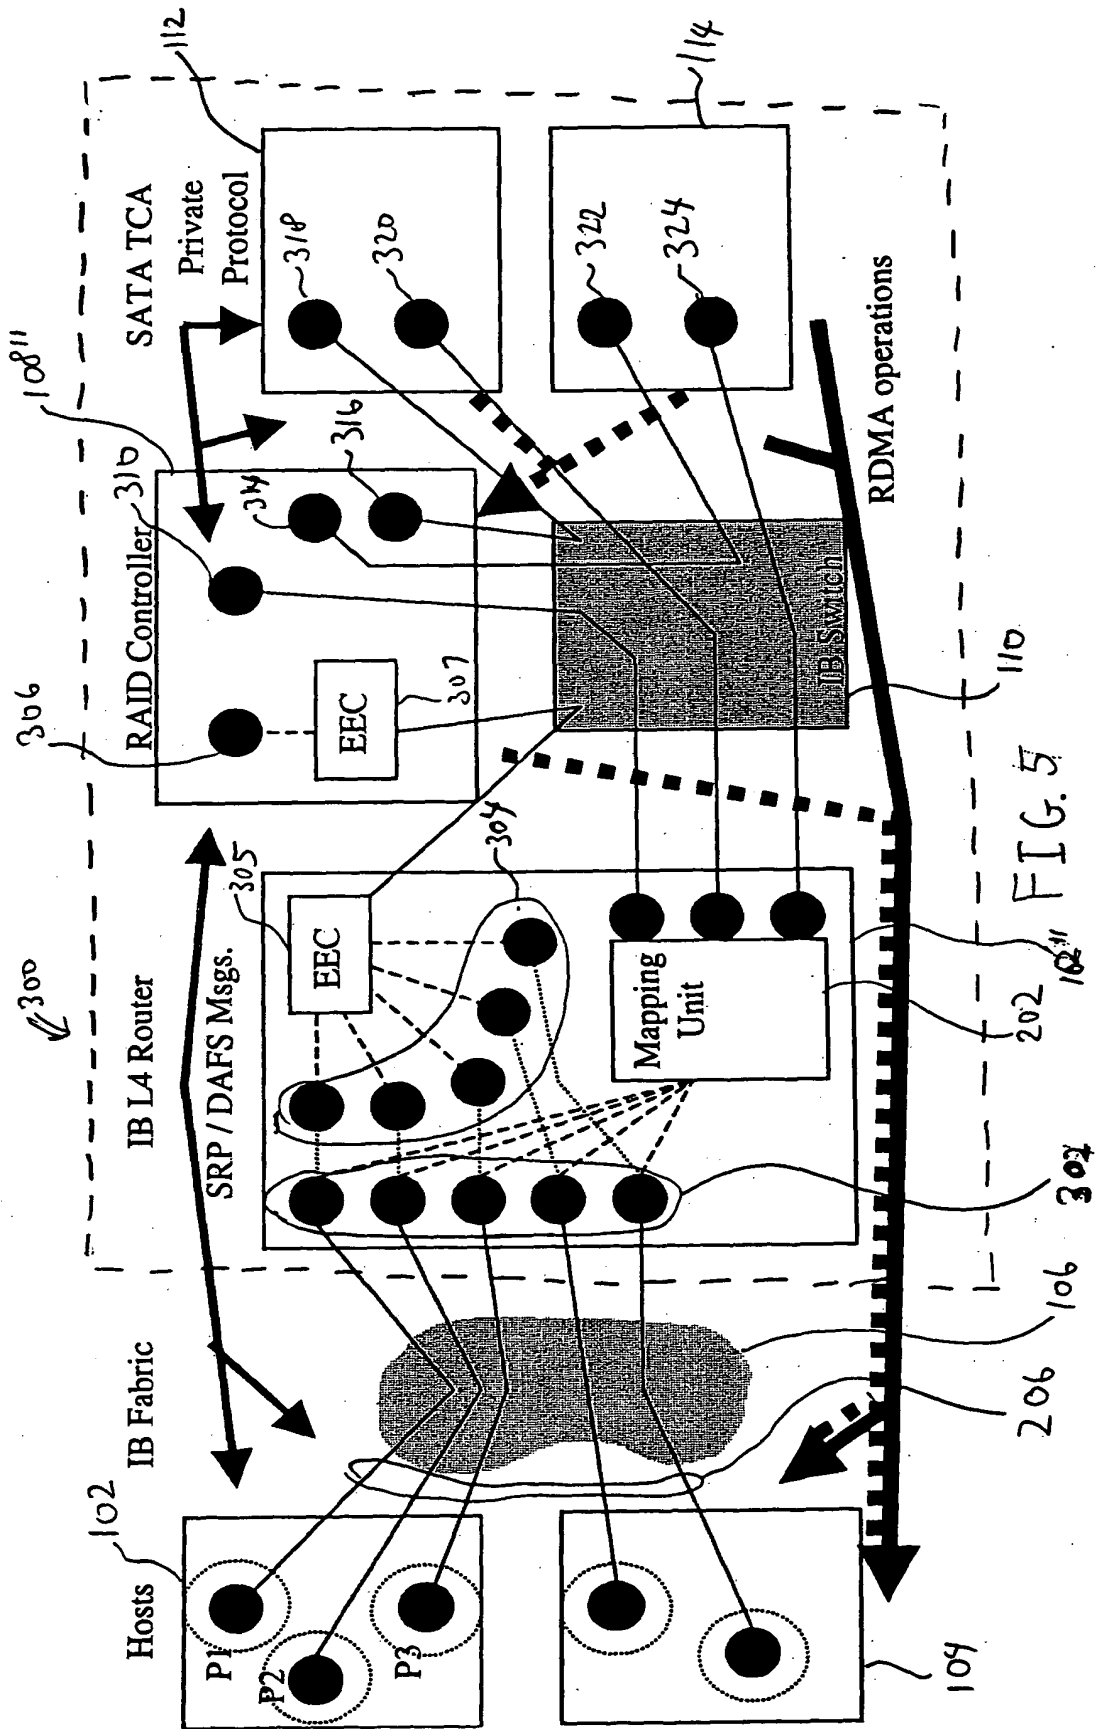 300
Hosts
IB Fabric
IB L4 Router
RAID Controller
SATA TCA
SRP / DAFS Msgs.
Private
Protocol
102
P1
P2
P3
104
206
106
302
304
305
EEC
Mapping
Unit
202
306
EEC
307
310
108"
314
316
IB Switch
110
112
318
320
114
322
324
RDMA operations
FIG. 5